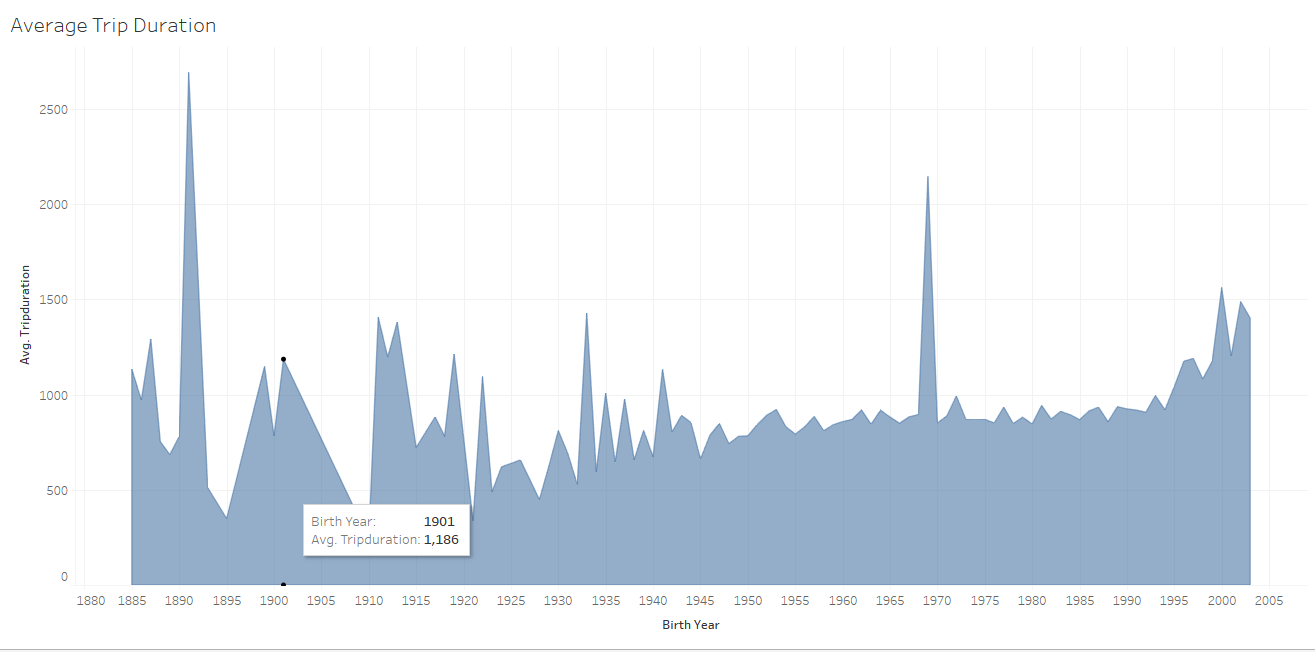 Average Trip Duration
2500
2000
1500
1000
500
0
Avg. Tripduration
Birth Year: 1901
Avg. Tripduration: 1,186
1880 1885 1890 1895 1900 1905 1910 1915 1920 1925 1930 1935 1940 1945 1950 1955 1960 1965 1970 1975 1980 1985 1990 1995 2000 2005
Birth Year